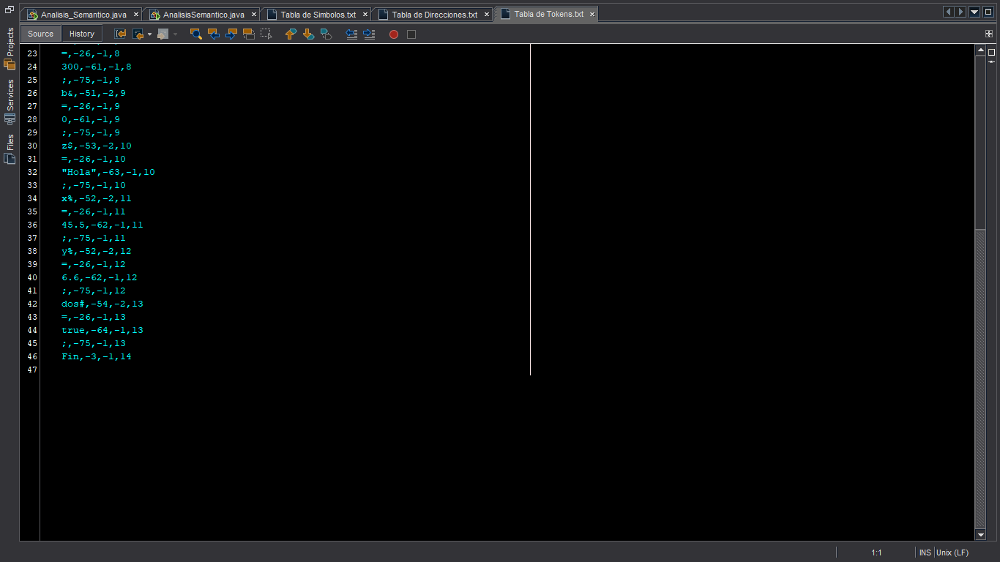 Analisis_Semantico.java
AnalisisSemantico.java
Tabla de Simbolos.txt
Tabla de Direcciones.txt
Tabla de Tokens.txt
Source
History
Projects
Services
Files
23 =,-26,-1,8
24 300,-61,-1,8
25 ;,-75,-1,8
26 b&,-51,-2,9
27 =,-26,-1,9
28 0,-61,-1,9
29 ;,-75,-1,9
30 z$,-53,-2,10
31 =,-26,-1,10
32 "Hola",-63,-1,10
33 ;,-75,-1,10
34 x%,-52,-2,11
35 =,-26,-1,11
36 45.5,-62,-1,11
37 ;,-75,-1,11
38 y%,-52,-2,12
39 =,-26,-1,12
40 6.6,-62,-1,12
41 ;,-75,-1,12
42 dos#,-54,-2,13
43 =,-26,-1,13
44 true,-64,-1,13
45 ;,-75,-1,13
46 Fin,-3,-1,14
47
1:1
INS
Unix (LF)